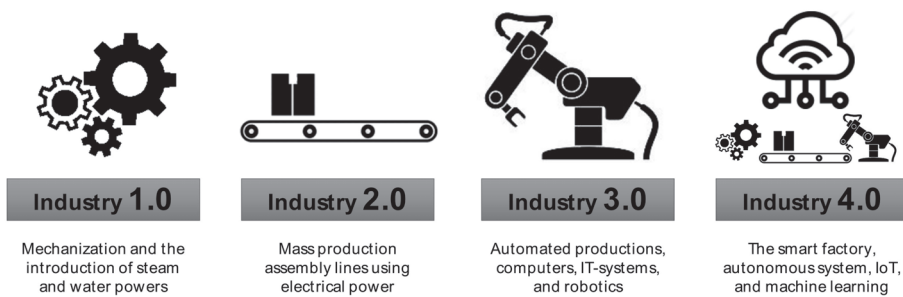 Industry 1.0
Mechanization and the
introduction of steam
and water powers
Industry 2.0
Mass production
assembly lines using
electrical power
Industry 3.0
Automated productions,
computers, IT-systems,
and robotics
Industry 4.0
The smart factory,
autonomous system, IoT,
and machine learning